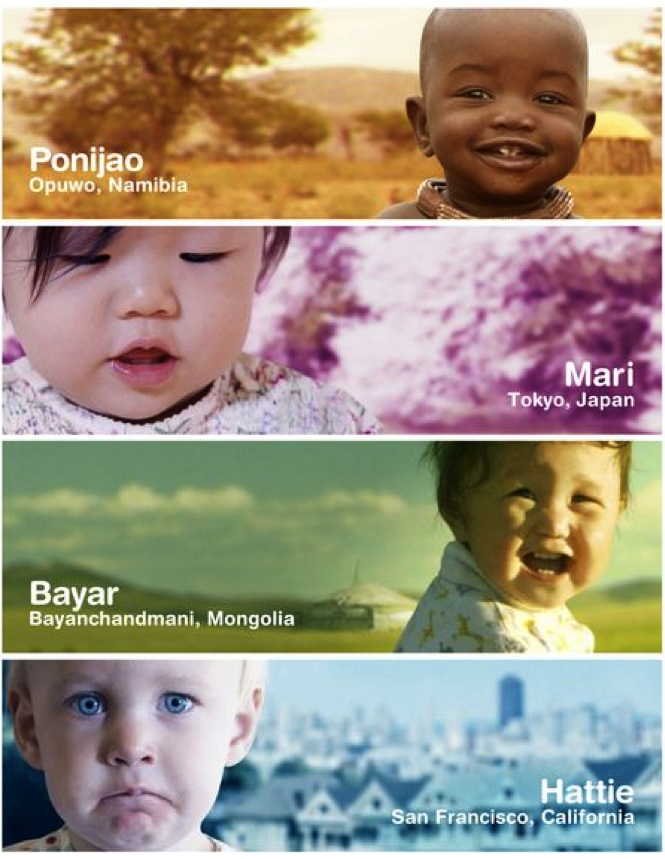 Ponijao
Opuwo, Namibia
Mari
Tokyo, Japan
Bayar
Bayanchandmani, Mongolia
Hattie
San Francisco, California